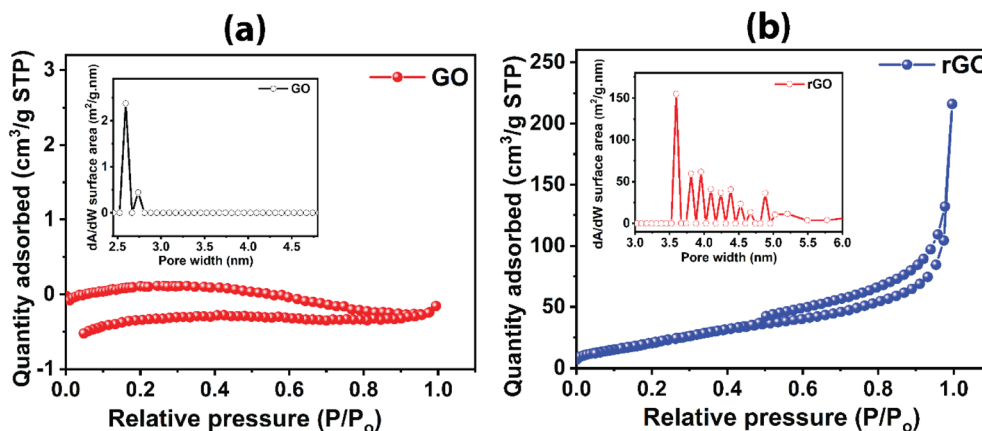 (a)
Quantity adsorbed (cm³/g STP)
3
2
1
0
-1
0.0 0.2 0.4 0.6 0.8 1.0
Relative pressure (P/Pₒ)
GO
dA/dW surface area (m²/g.nm)
2
1
0
2.5 3.0 3.5 4.0 4.5
Pore width (nm)
GO
(b)
Quantity adsorbed (cm³/g STP)
250
200
150
100
50
0
0.0 0.2 0.4 0.6 0.8 1.0
Relative pressure (P/Pₒ)
rGO
dA/dW surface area (m²/g.nm)
150
100
50
0
3.0 3.5 4.0 4.5 5.0 5.5 6.0
Pore width (nm)
rGO